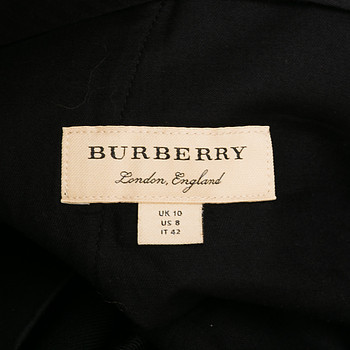 BURBERRY
London, England
UK 10
US 8
IT 42